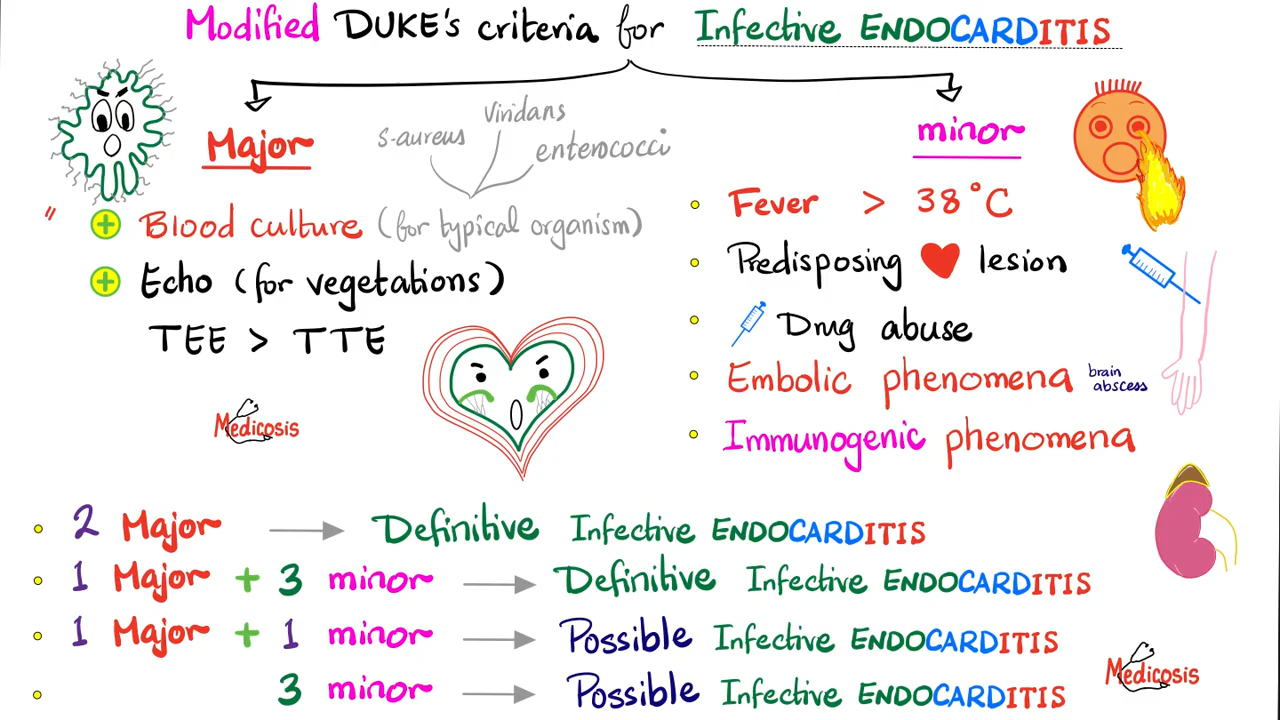 Modified DUKE's criteria for Infective ENDOCARDITIS
Major
s-aureus
viridans
enterococci
Blood culture (for typical organism)
Echo (for vegetations)
TEE > TTE
Medicosis
minor
• Fever > 38°C
• Predisposing ❤ lesion
• Drug abuse
• Embolic phenomena brain abscess
• Immunogenic phenomena
• 2 Major → Definitive Infective ENDOCARDITIS
• 1 Major + 3 minor → Definitive Infective ENDOCARDITIS
• 1 Major + 1 minor → Possible Infective ENDOCARDITIS
• 3 minor → Possible Infective ENDOCARDITIS
Medicosis